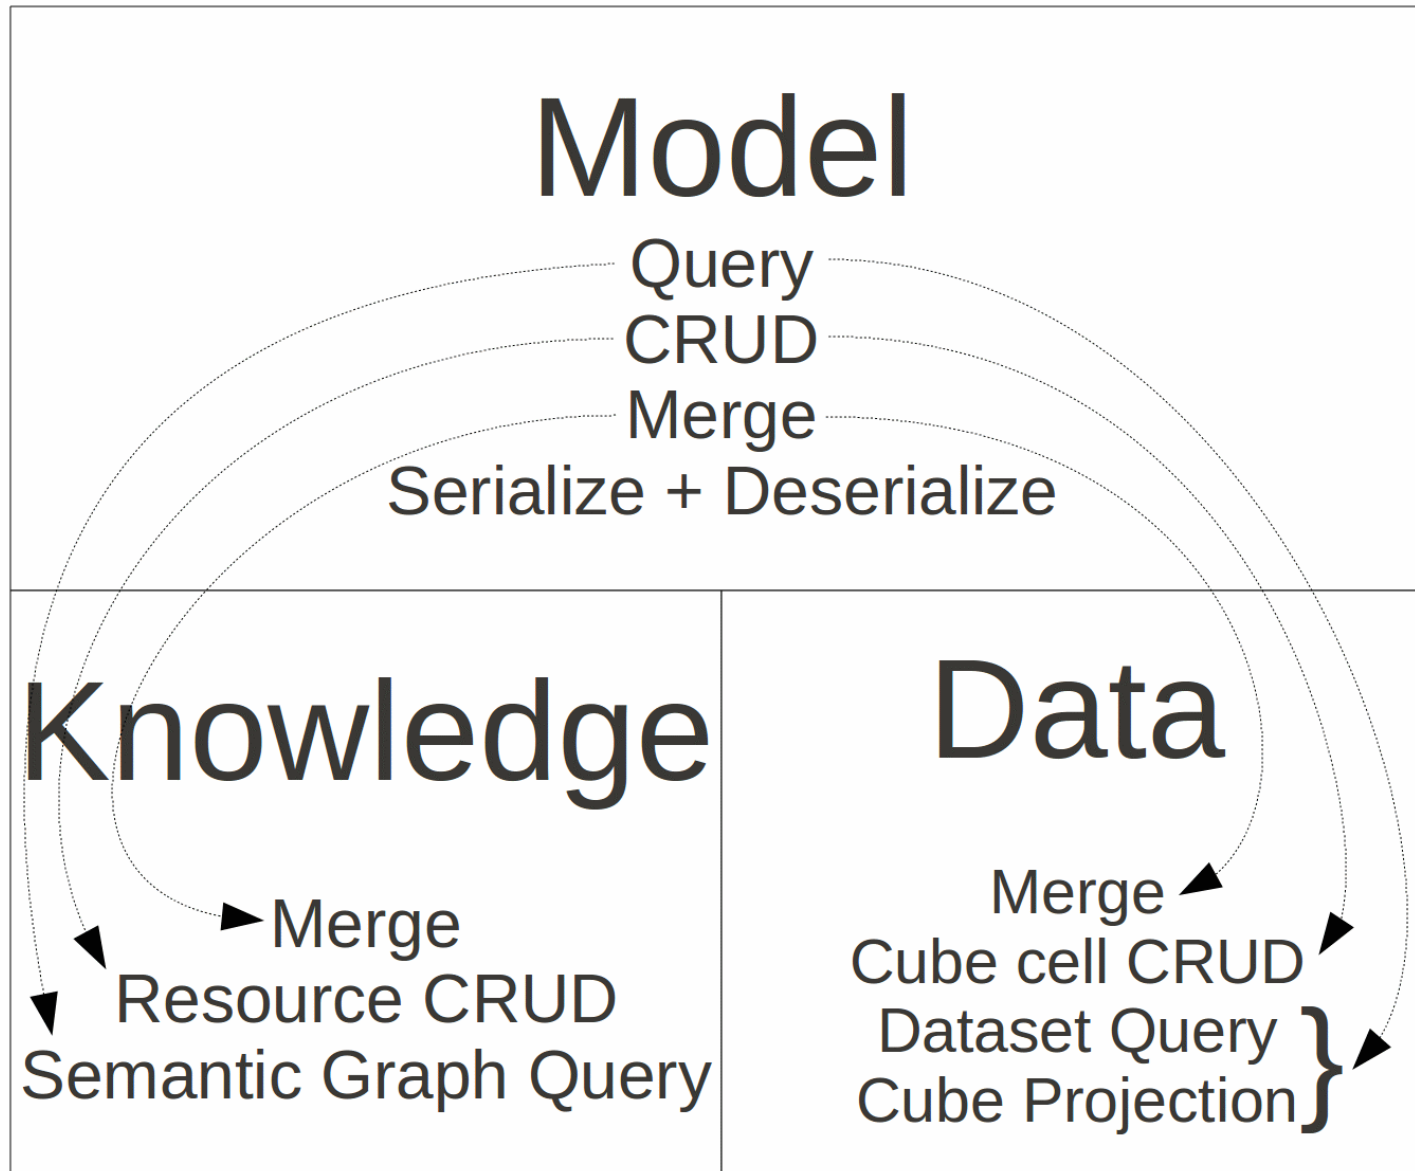 Model
Query
CRUD
Merge
Serialize + Deserialize
Knowledge
Merge
Resource CRUD
Semantic Graph Query
Data
Merge
Cube cell CRUD
Dataset Query
Cube Projection
}